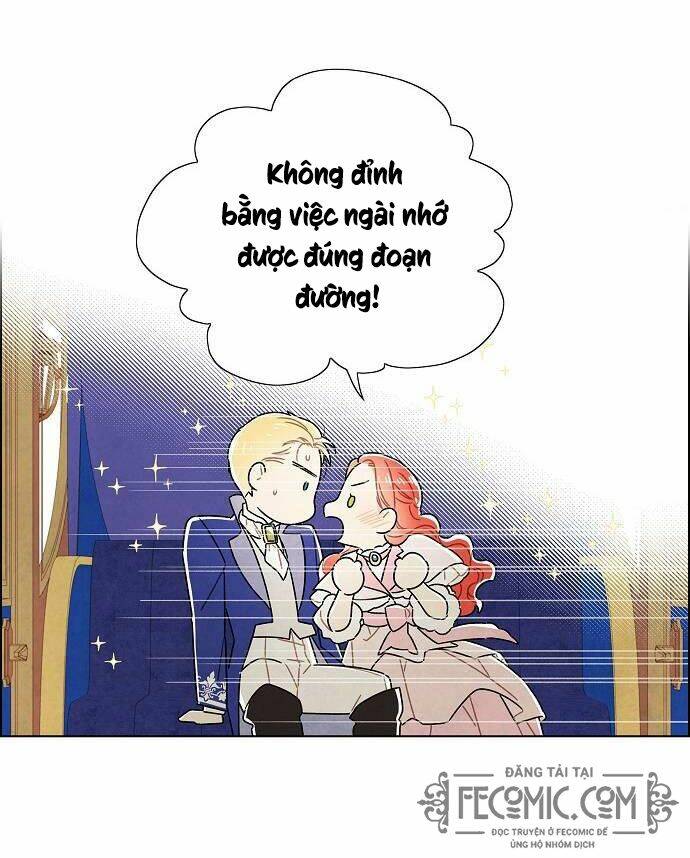 Không đỉnh
bằng việc ngài nhớ
được đúng đoạn
đường!
ĐĂNG TẢI TẠI
FECOMIC.COM
ĐỌC TRUYỆN Ở FECOMIC ĐỂ
ỦNG HỘ NHÓM DỊCH